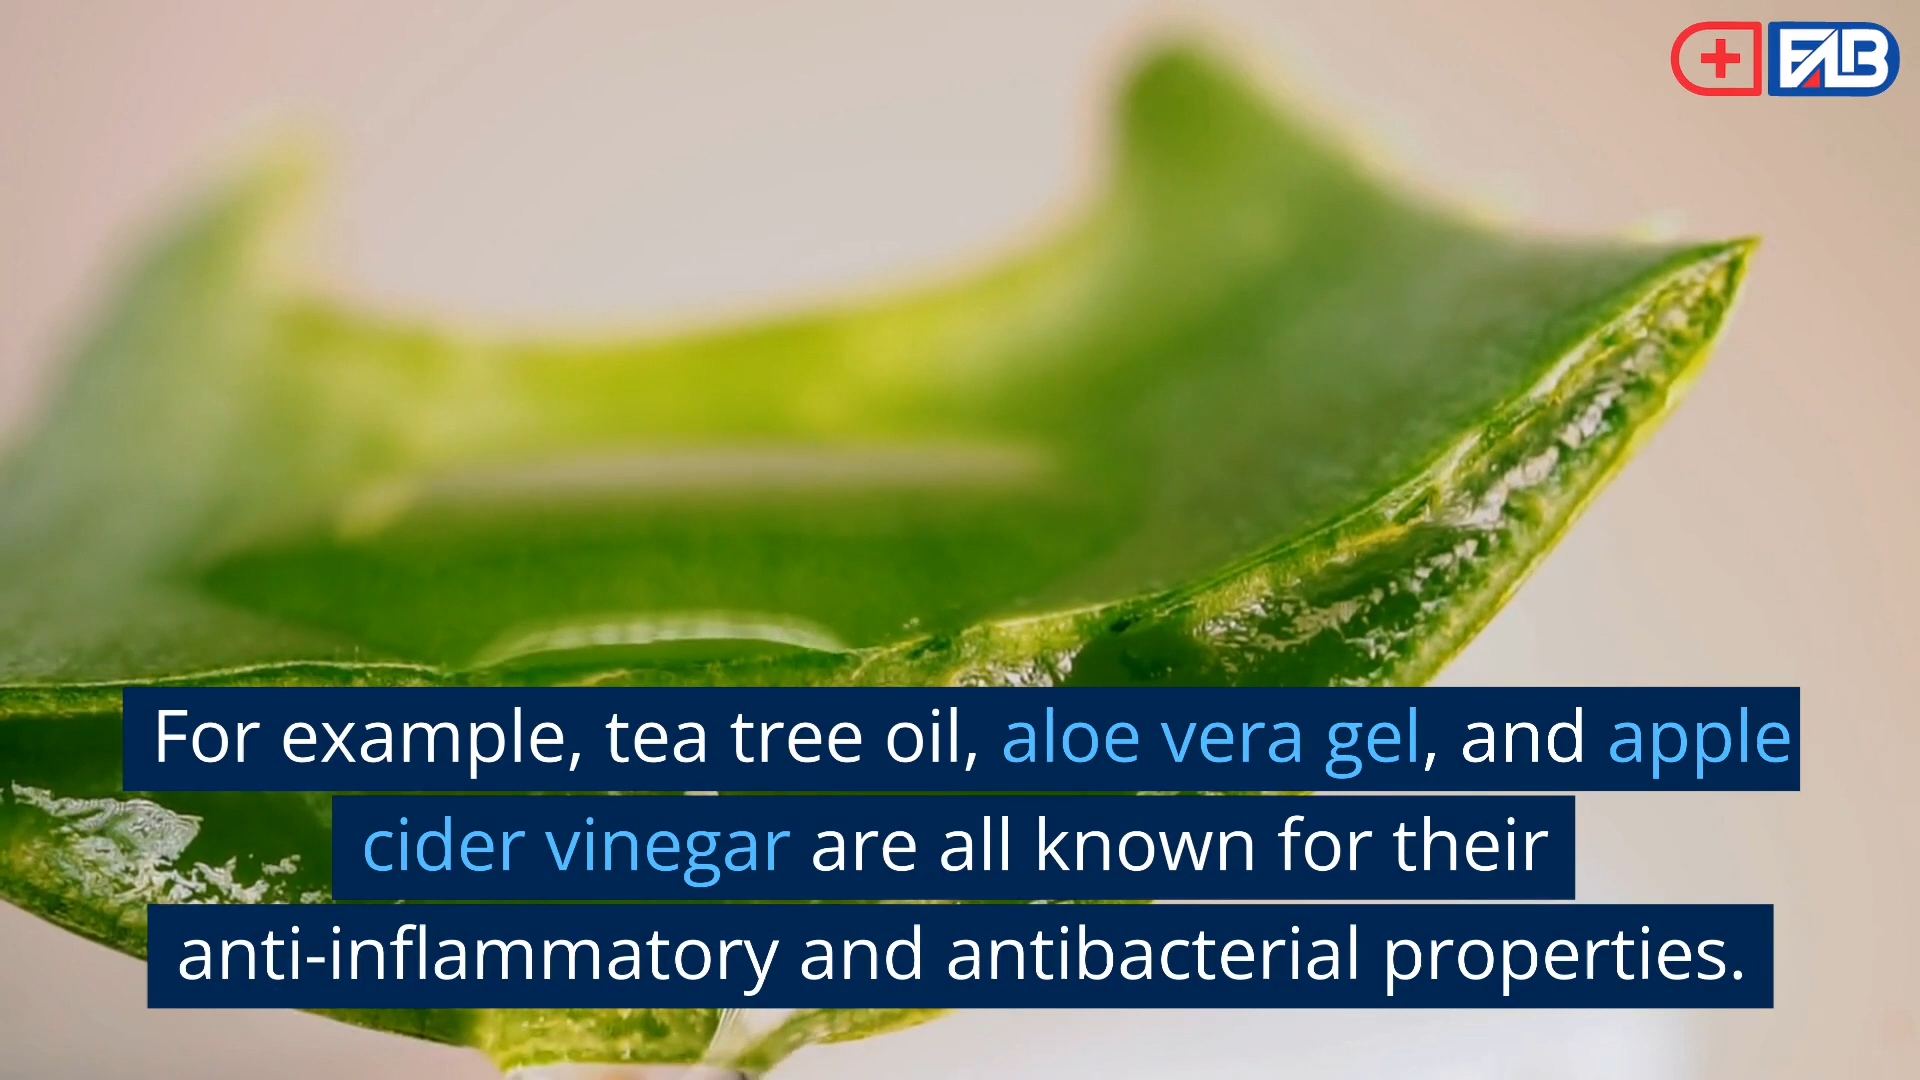 FAB
For example, tea tree oil, aloe vera gel, and apple
cider vinegar are all known for their
anti-inflammatory and antibacterial properties.